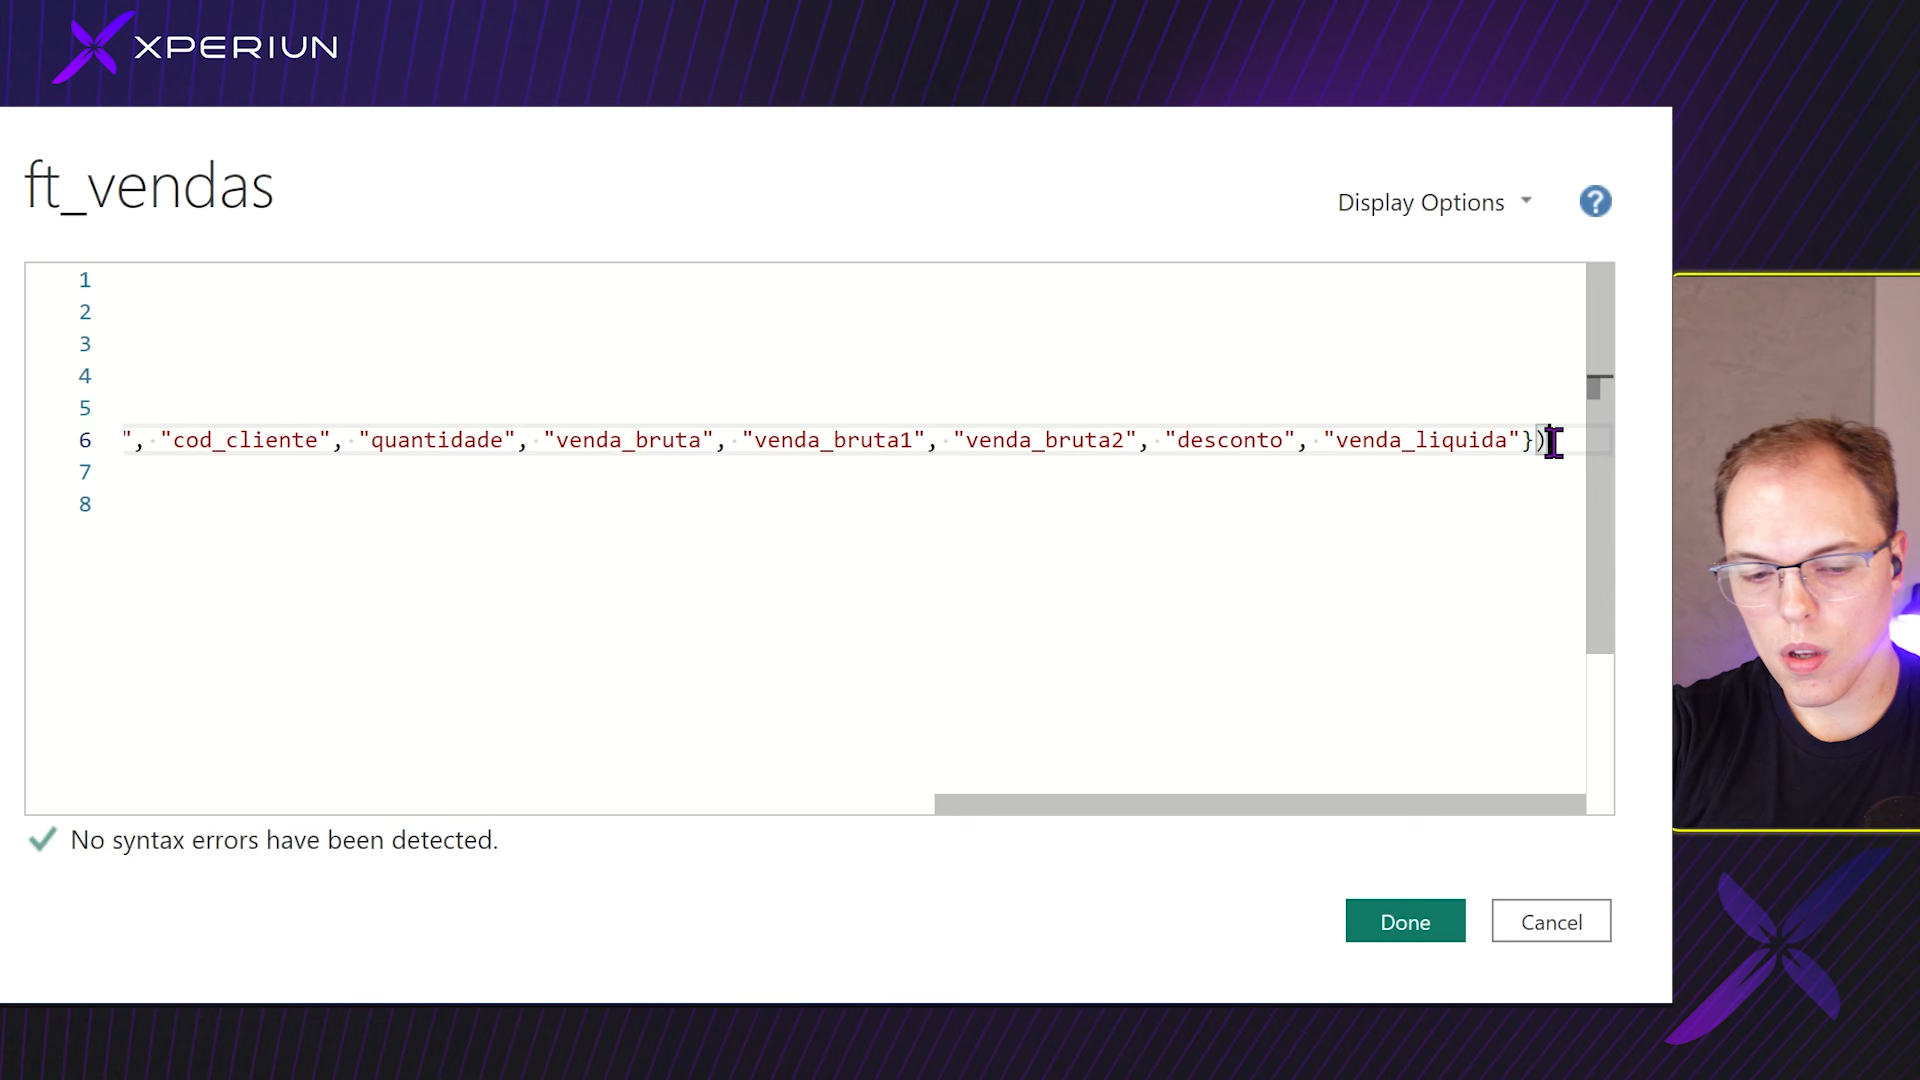 XPERIUN
ft_vendas
Display Options
?
1
2
3
4
5
6 ", "cod_cliente", "quantidade", "venda_bruta", "venda_bruta1", "venda_bruta2", "desconto", "venda_liquida"})
7
8
No syntax errors have been detected.
Done
Cancel